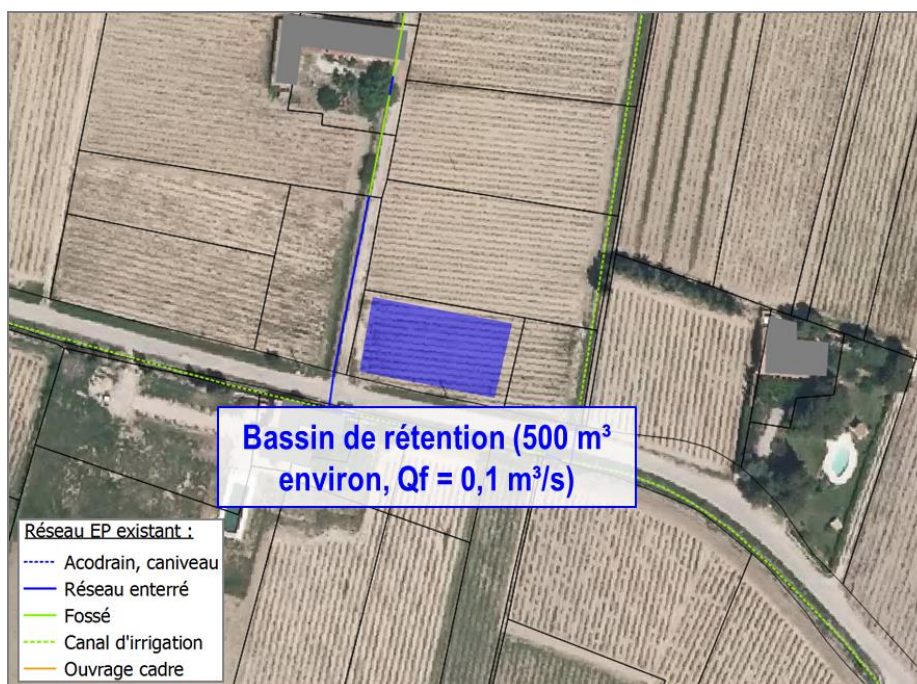 Bassin de rétention (500 m³
environ, Qf = 0,1 m³/s)
Réseau EP existant :
Acodrain, caniveau
Réseau enterré
Fossé
Canal d'irrigation
Ouvrage cadre